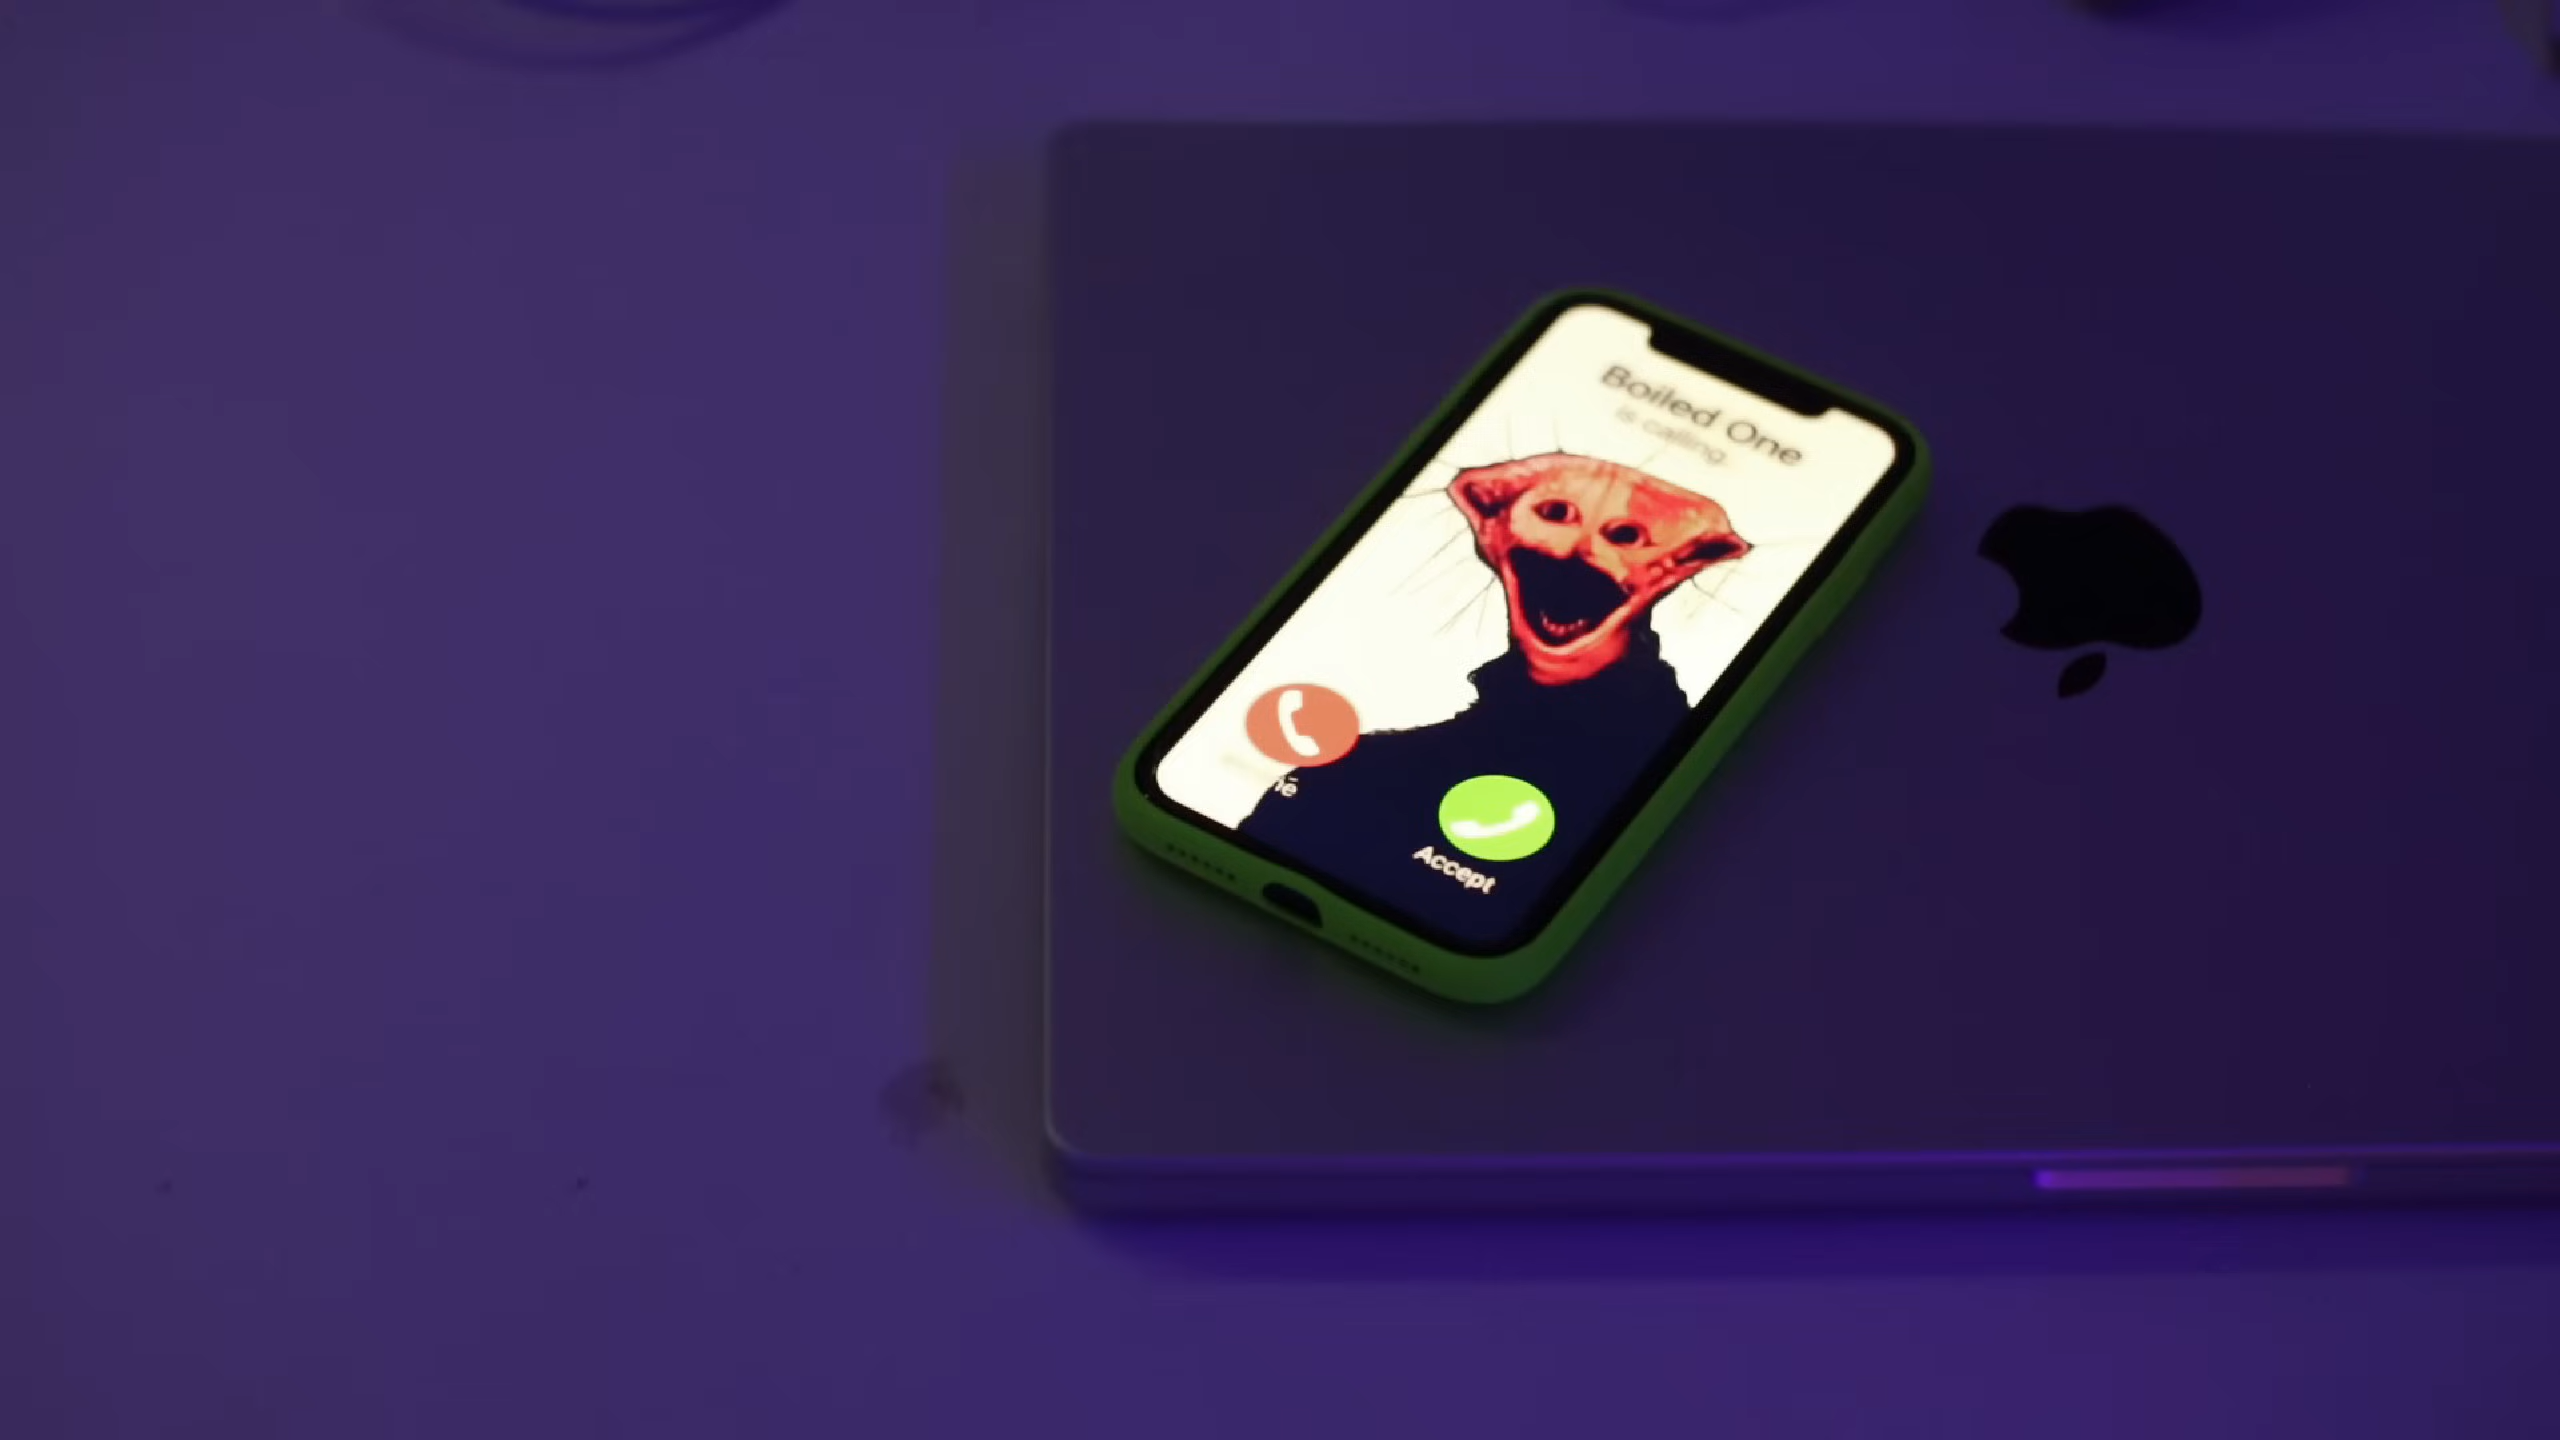 Boiled One
is calling.
Accept